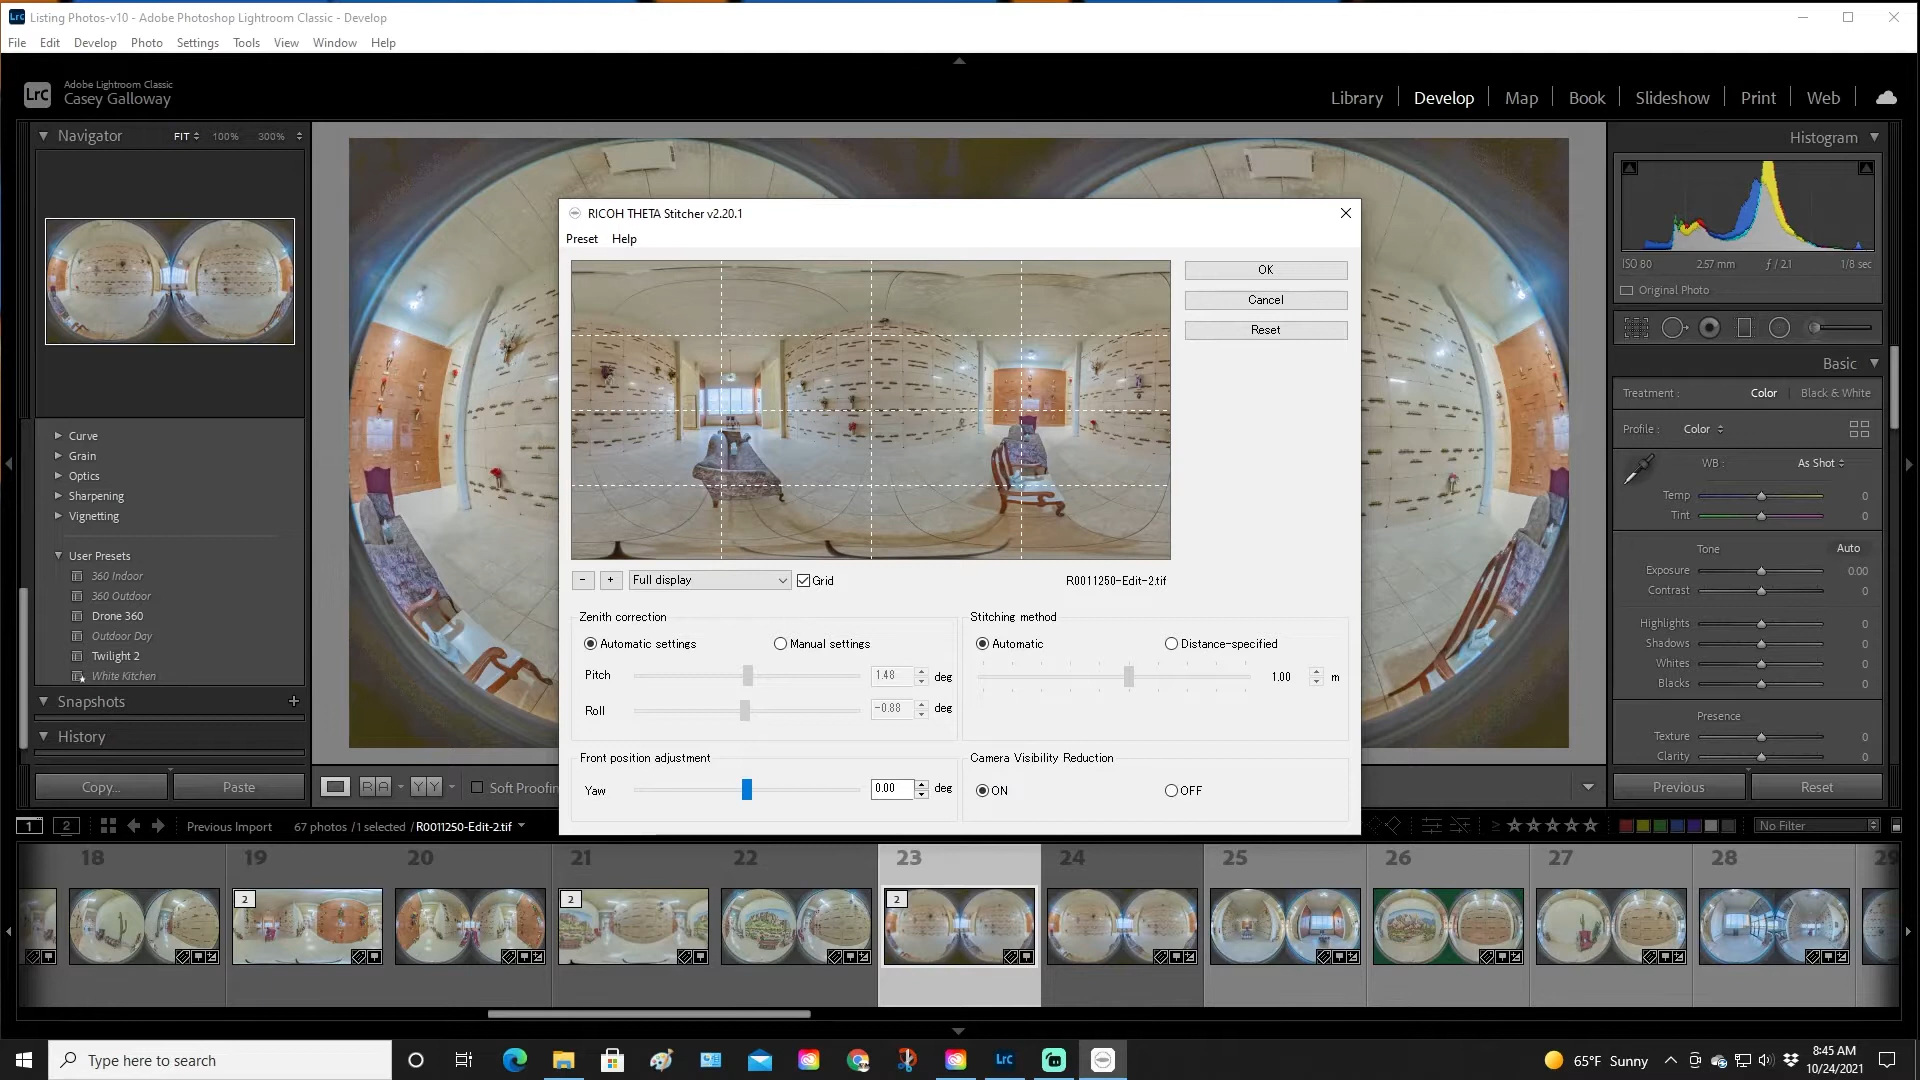 Listing Photos-v10 - Adobe Photoshop Lightroom Classic - Develop
File Edit Develop Photo Settings Tools View Window Help
Lrc
Adobe Lightroom Classic
Casey Galloway
Library Develop Map Book Slideshow Print Web
Navigator FIT 100% 300%
Curve
Grain
Optics
Sharpening
Vignetting
User Presets
360 Indoor
360 Outdoor
Drone 360
Outdoor Day
Twilight 2
White Kitchen
Snapshots
History
Copy... Paste
RICOH THETA Stitcher v2.20.1
Preset Help
OK
Cancel
Reset
- + Full display Grid R0011250-Edit-2.tif
Zenith correction
Automatic settings Manual settings
Pitch 1.48 deg
Roll -0.88 deg
Stitching method
Automatic Distance-specified
1.00 m
Front position adjustment
Yaw 0.00 deg
Camera Visibility Reduction
ON OFF
Histogram
ISO 80 2.57 mm ƒ / 2.1 1/8 sec
Original Photo
Basic
Treatment : Color Black & White
Profile : Color
WB : As Shot
Temp 0
Tint 0
Tone Auto
Exposure 0.00
Contrast 0
Highlights 0
Shadows 0
Whites 0
Blacks 0
Presence
Texture 0
Clarity 0
Previous Reset
R A Y Y Soft Proofin
1 2 Previous Import 67 photos / 1 selected / R0011250-Edit-2.tif
No Filter
18 19 20 21 22 23 24 25 26 27 28 29
2 2 2
Type here to search
Lrc
65°F Sunny
8:45 AM
10/24/2021